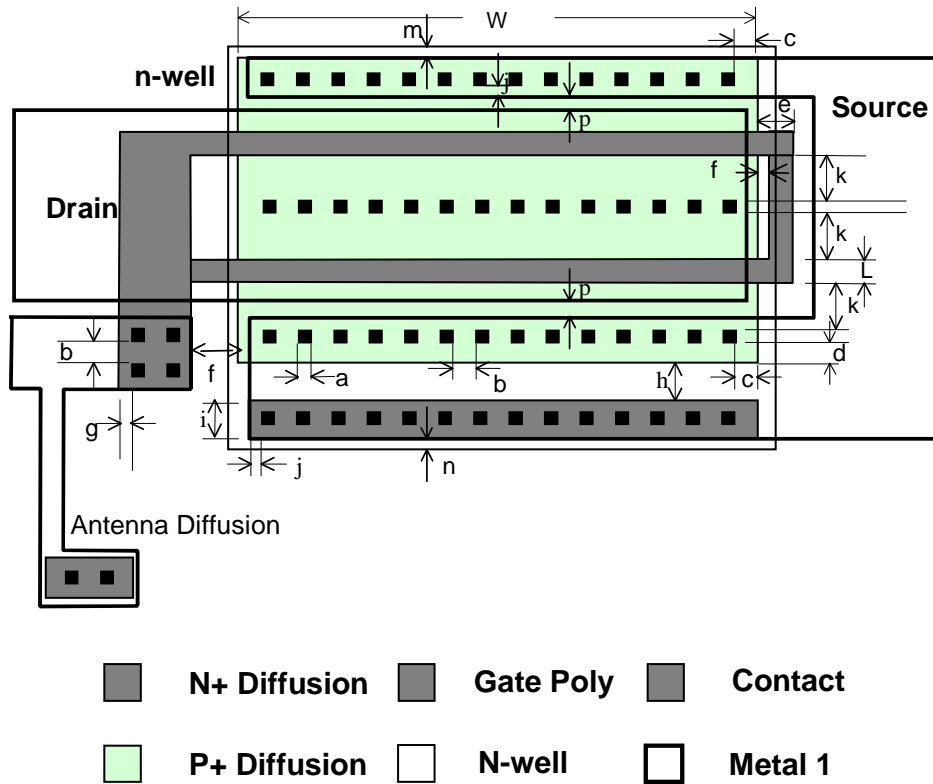 W
m
c
n-well
j
e
Source
p
f
k
Drain
k
L
p
k
b
f
d
a
b
h
c
g
i
j
n
Antenna Diffusion
N+ Diffusion
Gate Poly
Contact
P+ Diffusion
N-well
Metal 1